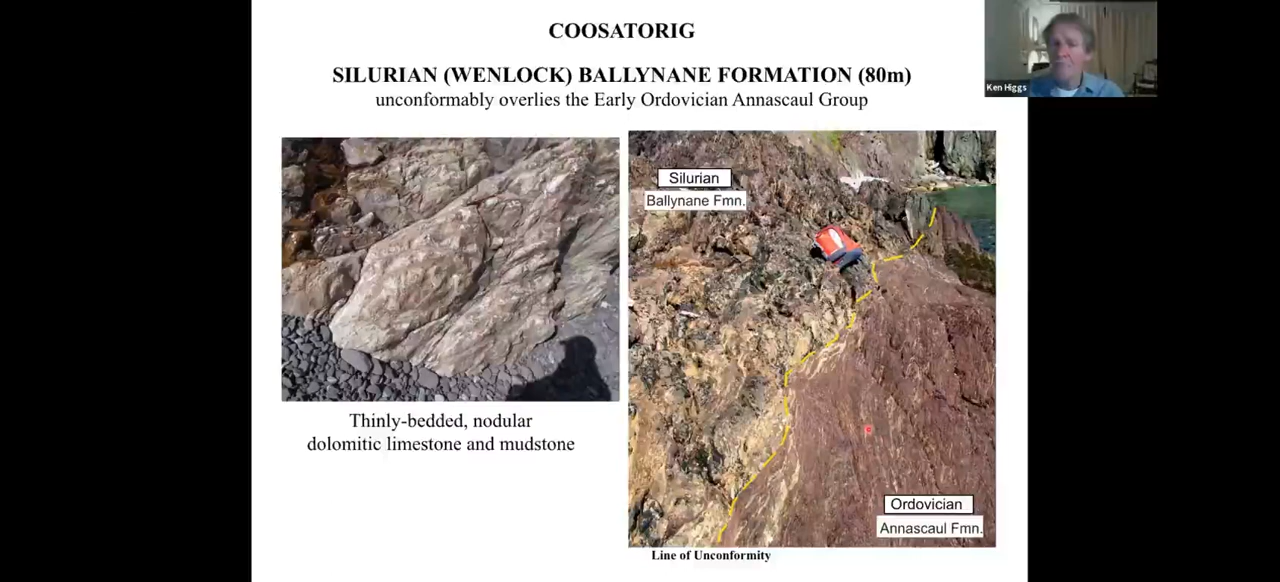 COOSATORIG
SILURIAN (WENLOCK) BALLYNANE FORMATION (80m)
unconformably overlies the Early Ordovician Annascaul Group
Ken Higgs
Silurian
Ballynane Fmn.
Thinly-bedded, nodular
dolomitic limestone and mudstone
Ordovician
Annascaul Fmn.
Line of Unconformity